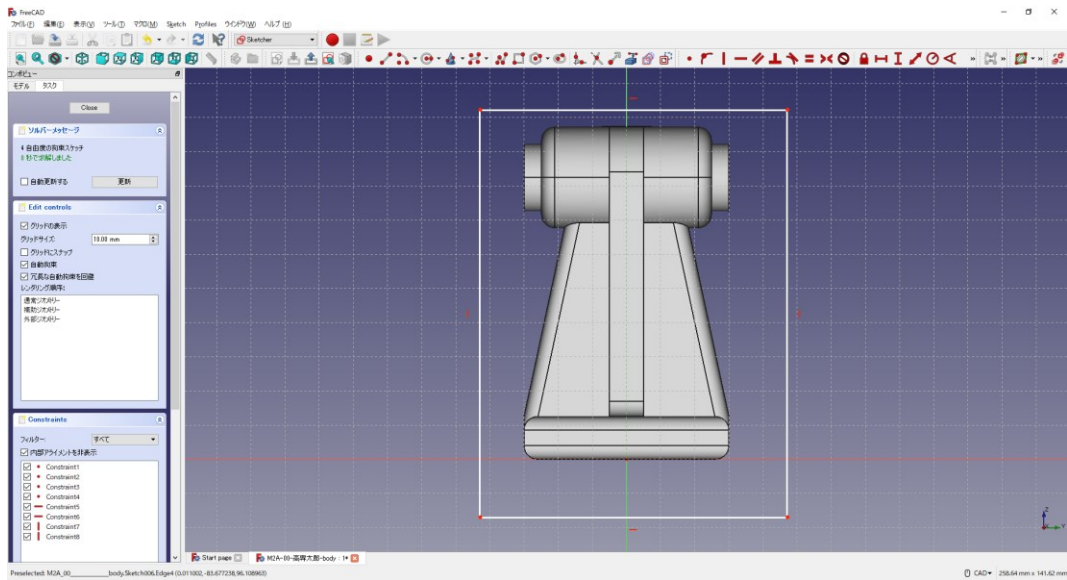 FreeCAD
ファイル(F) 編集(E) 表示(V) ツール(T) マクロ(M) Sketch Profiles ウインドウ(W) ヘルプ(H)
Sketcher
コンボビュー
モデル タスク
Close
ソルバーメッセージ
4 自由度の拘束スケッチ
0 秒で求解しました
自動更新する 更新
Edit controls
グリッドの表示
グリッドサイズ: 10.00 mm
グリッドにスナップ
自動拘束
冗長な自動拘束を回避
レンダリング順序:
通常ジオメトリー
補助ジオメトリー
外部ジオメトリー
Constraints
フィルター: すべて
内部アライメントを非表示
Constraint1
Constraint2
Constraint3
Constraint4
Constraint5
Constraint6
Constraint7
Constraint8
Z
Y
Start page M2A-00-高専太郎-body : 1*
Preselected: M2A_00_________body.Sketch006.Edge4 (0.011002,-83.677238,96.108963) CAD 258.64 mm x 141.62 mm